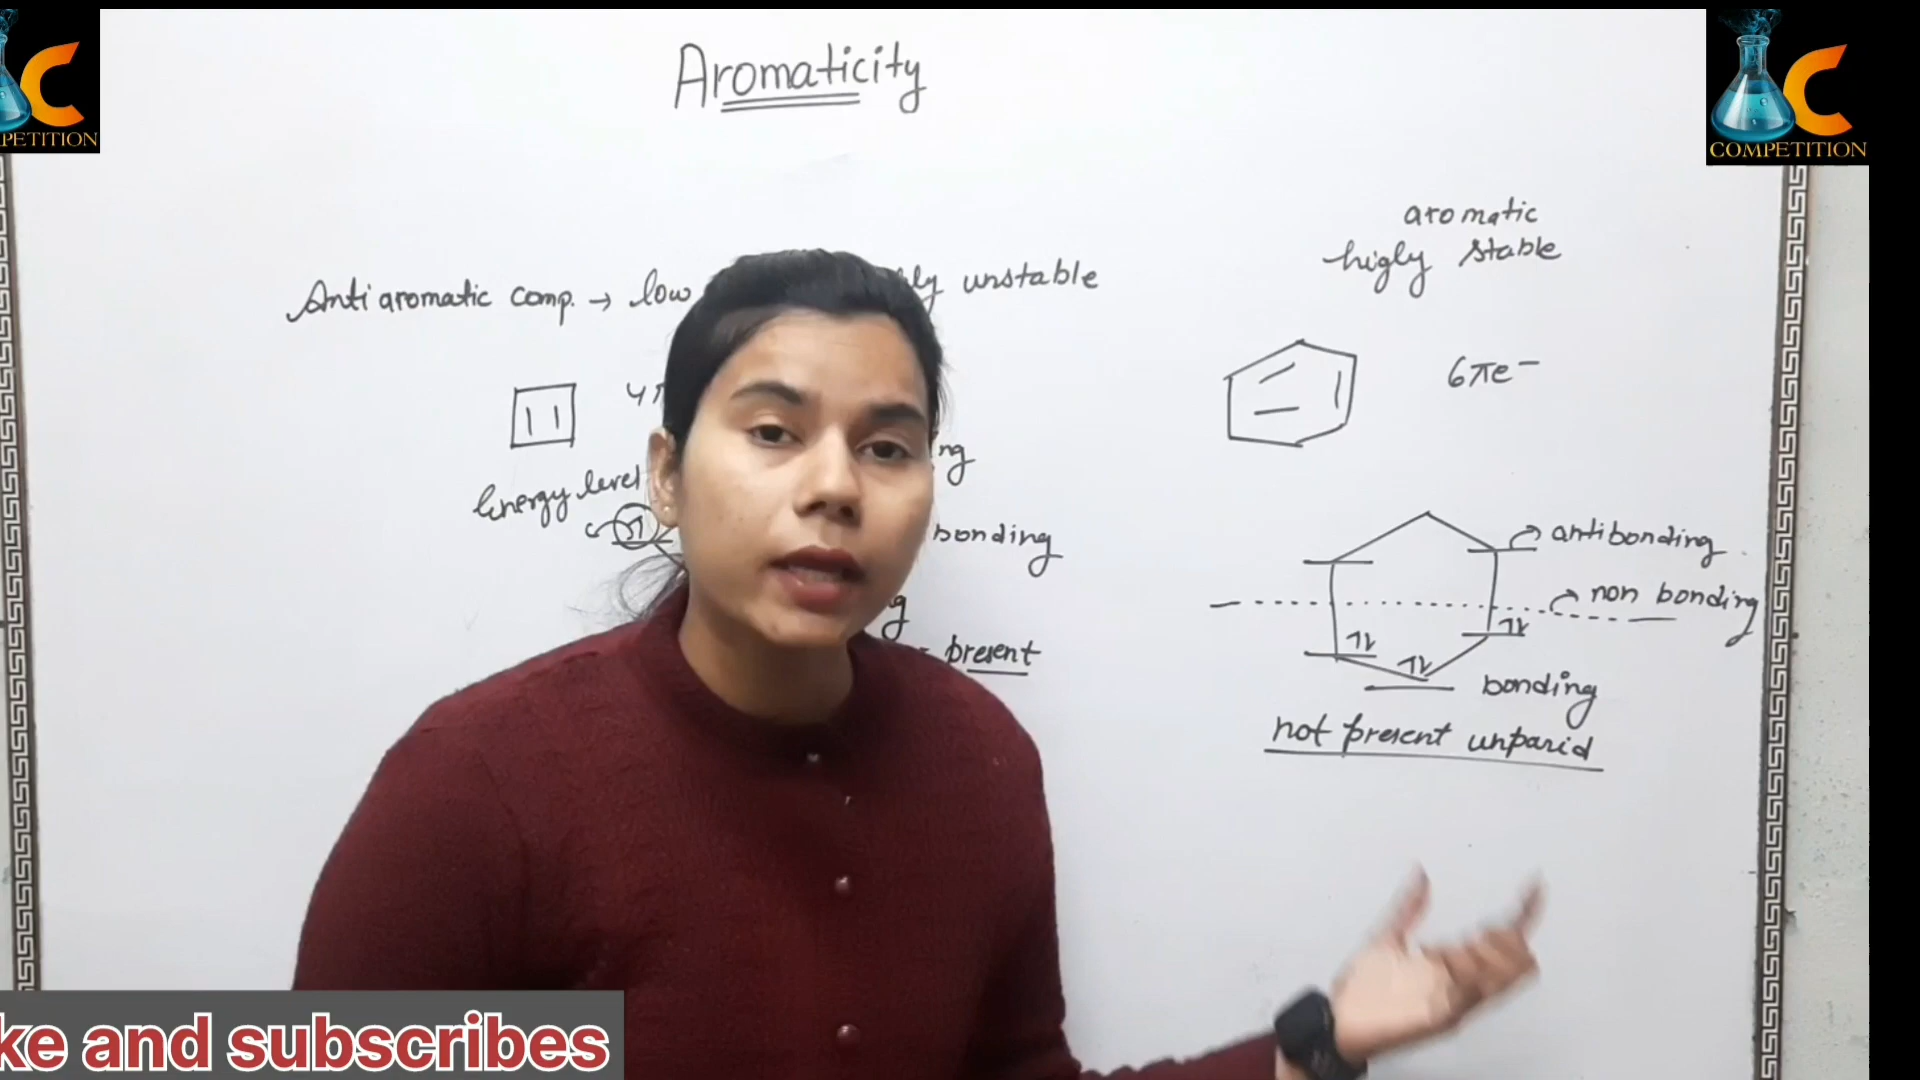 Aromaticity
C
PETITION
C
COMPETITION
aromatic
higly stable
Anti aromatic comp. → low unstable
6πe-
Energy level
bonding
present
antibonding
non bonding
bonding
not present unparid
ke and subscribes